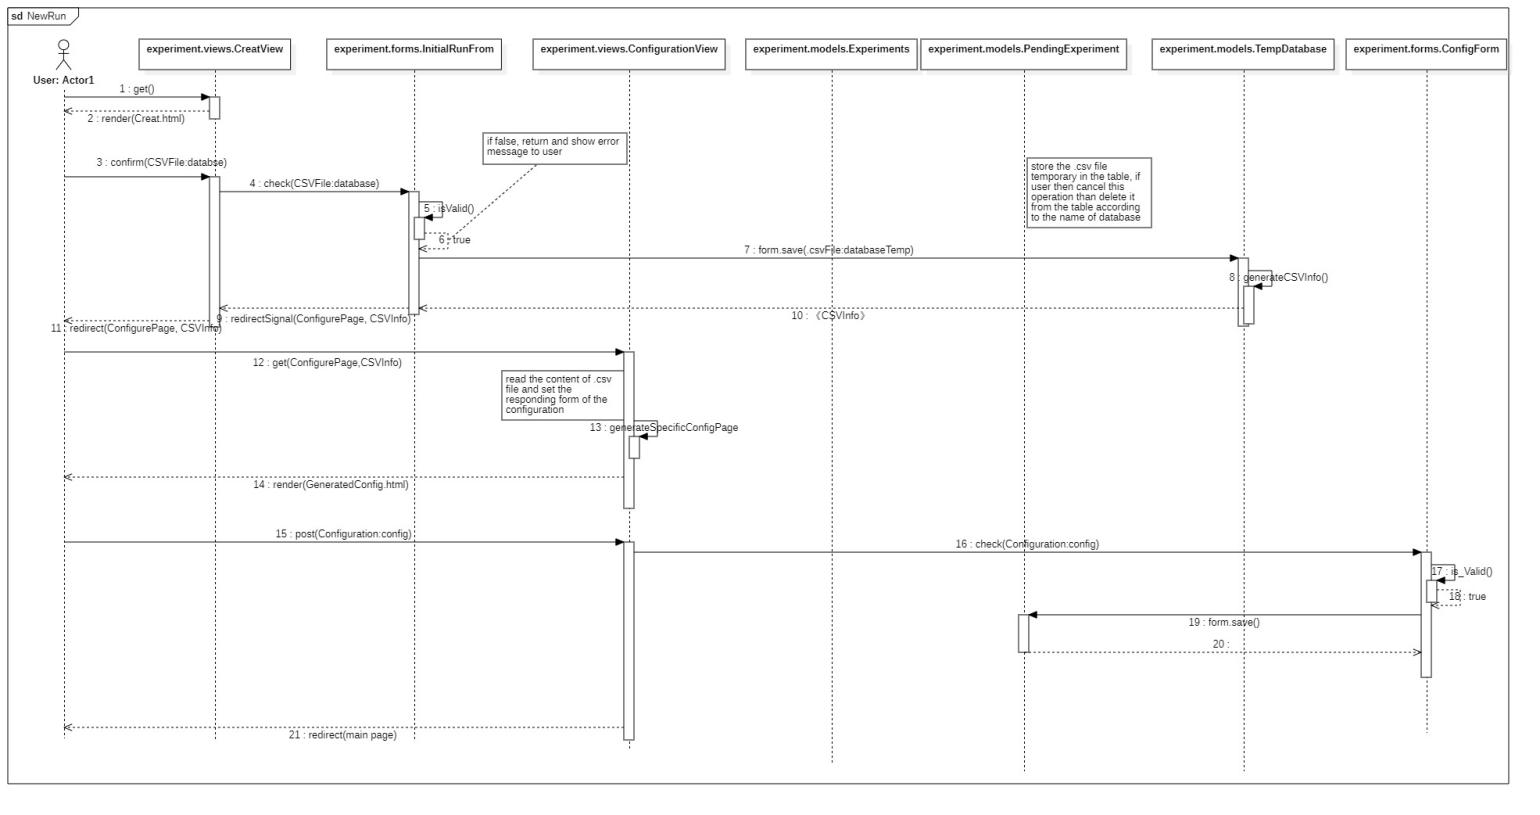 sd NewRun
experiment.views.CreatView
experiment.forms.InitialRunFrom
experiment.views.ConfigurationView
experiment.models.Experiments
experiment.models.PendingExperiment
experiment.models.TempDatabase
experiment.forms.ConfigForm
User: Actor1
1 : get()
2 : render(Creat.html)
if false, return and show error
message to user
3 : confirm(CSVFile:databse)
store the .csv file
temporary in the table, if
user then cancel this
operation than delete it
from the table according
to the name of database
4 : check(CSVFile:database)
5 : isValid()
6 : true
7 : form.save(.csvFile:databaseTemp)
8 : generateCSVInfo()
9 : redirectSignal(ConfigurePage, CSVInfo)
10 : 《CSVInfo》
11 : redirect(ConfigurePage, CSVInfo)
12 : get(ConfigurePage,CSVInfo)
read the content of .csv
file and set the
responding form of the
configuration
13 : generateSpecificConfigPage
14 : render(GeneratedConfig.html)
15 : post(Configuration:config)
16 : check(Configuration:config)
17 : is_Valid()
18 : true
19 : form.save()
20 :
21 : redirect(main page)